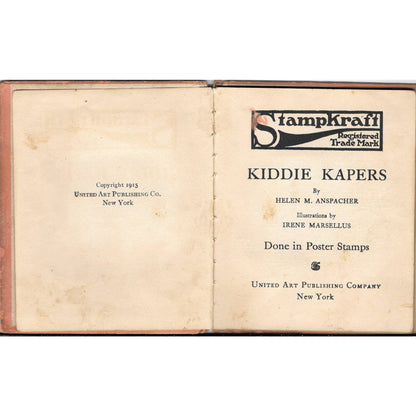 Copyright 1915
United Art Publishing Co.
New York
StampKraft
Registered
Trade Mark
KIDDIE KAPERS
By
HELEN M. ANSPACHER
Illustrations by
IRENE MARSELLUS
Done in Poster Stamps
United Art Publishing Company
New York